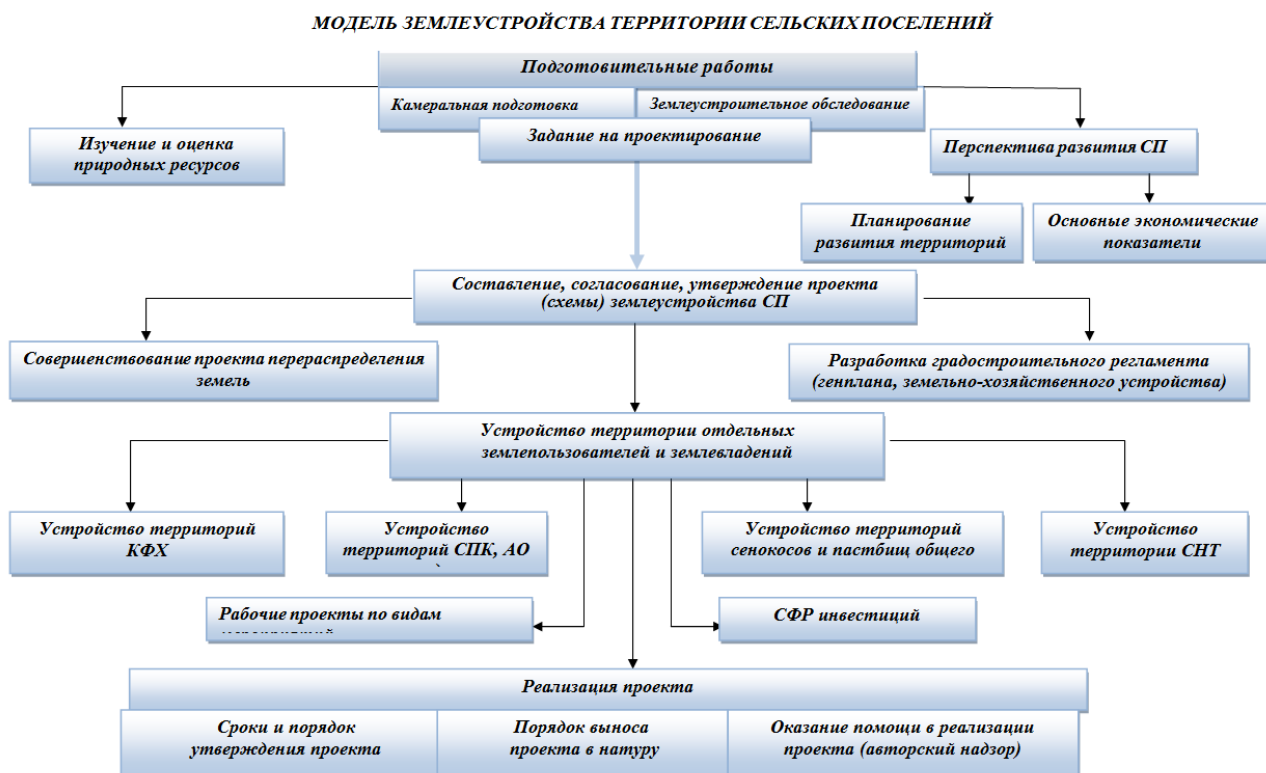 МОДЕЛЬ ЗЕМЛЕУСТРОЙСТВА ТЕРРИТОРИИ СЕЛЬСКИХ ПОСЕЛЕНИЙ
Подготовительные работы
Камеральная подготовка
Землеустроительное обследование
Задание на проектирование
Изучение и оценка
природных ресурсов
Перспектива развития СП
Планирование
развития территорий
Основные экономические
показатели
Составление, согласование, утверждение проекта
(схемы) землеустройства СП
Совершенствование проекта перераспределения
земель
Разработка градостроительного регламента
(генплана, земельно-хозяйственного устройства)
Устройство территории отдельных
землепользователей и землевладений
Устройство территорий
КФХ
Устройство
территорий СПК, АО
Устройство территорий
сенокосов и пастбищ общего
Устройство
территории СНТ
Рабочие проекты по видам
СФР инвестиций
Реализация проекта
Сроки и порядок
утверждения проекта
Порядок выноса
проекта в натуру
Оказание помощи в реализации
проекта (авторский надзор)